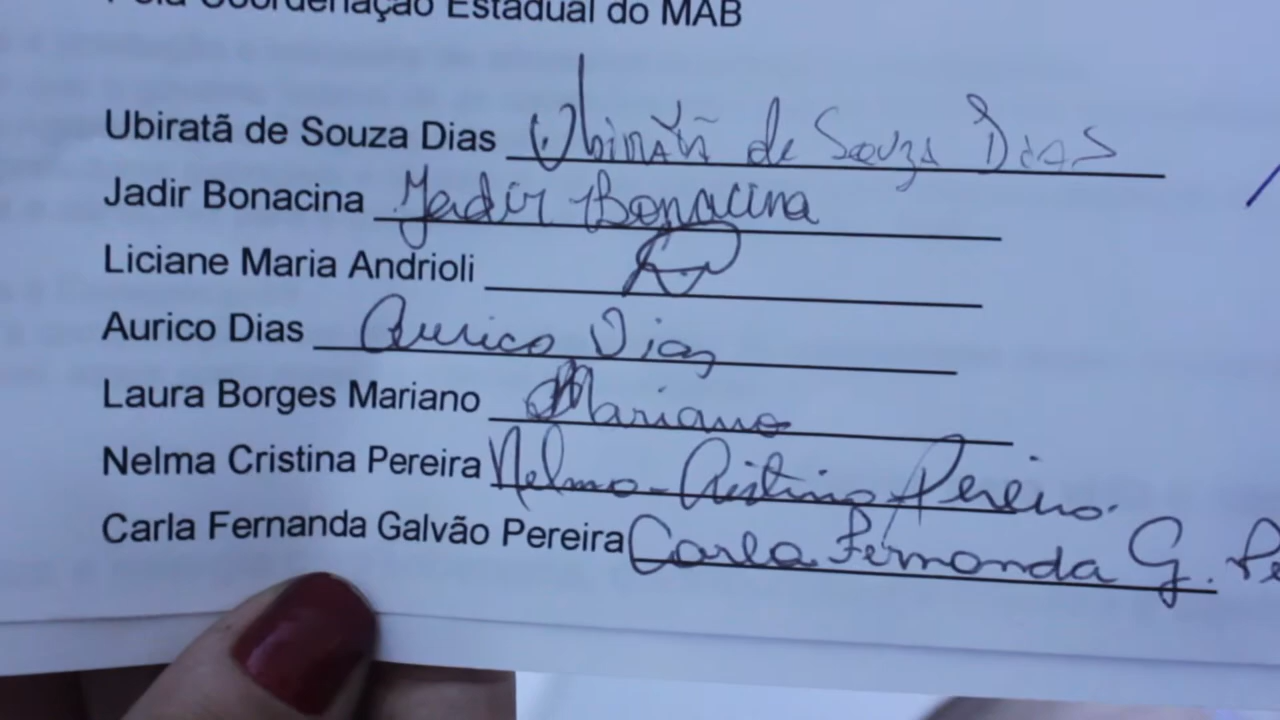 Pela Coordenação Estadual do MAB
Ubiratã de Souza Dias Ubiratã de Souza Dias
Jadir Bonacina Jadir Bonacina
Liciane Maria Andrioli
Aurico Dias Aurico Dias
Laura Borges Mariano Mariano
Nelma Cristina Pereira Nelma Cristina Pereira
Carla Fernanda Galvão Pereira Carla Fernanda G. Pe